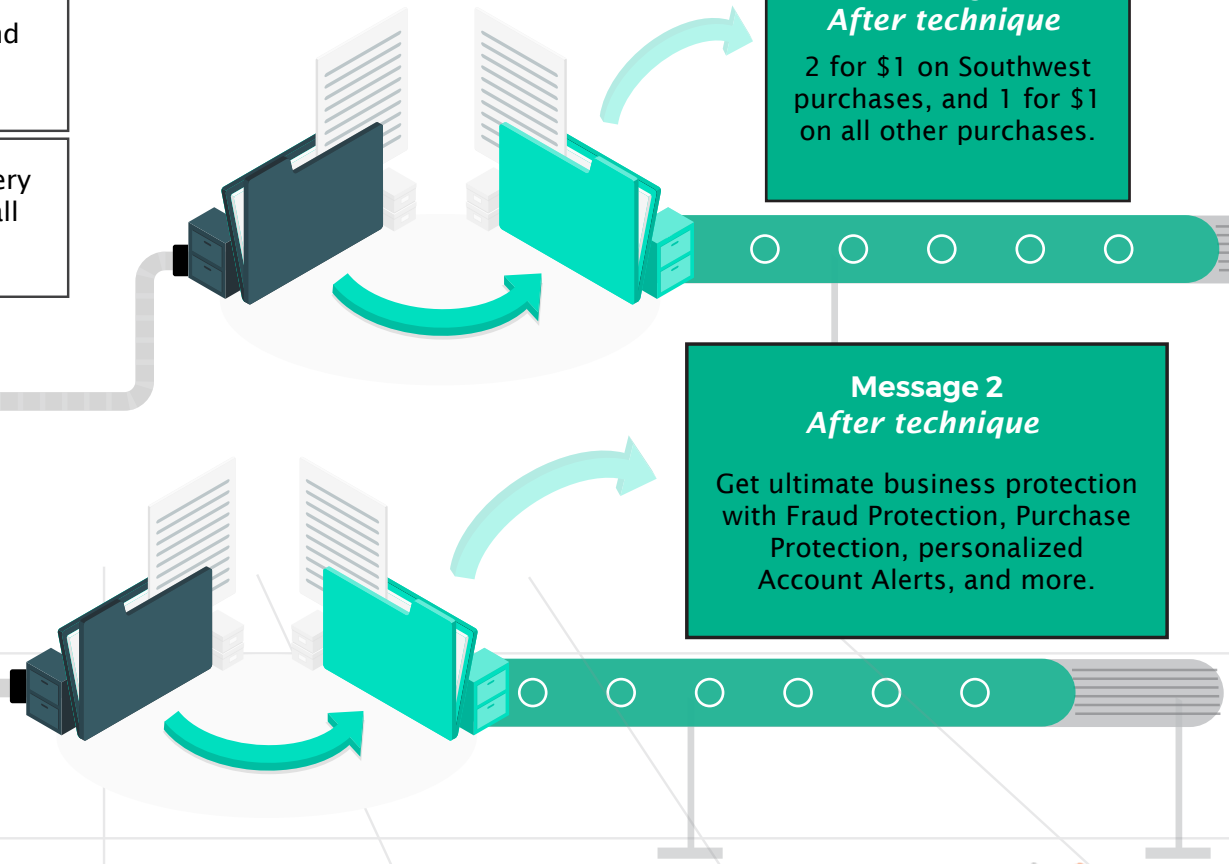 After technique
2 for $1 on Southwest
purchases, and 1 for $1
on all other purchases.
Message 2
After technique
Get ultimate business protection
with Fraud Protection, Purchase
Protection, personalized
Account Alerts, and more.